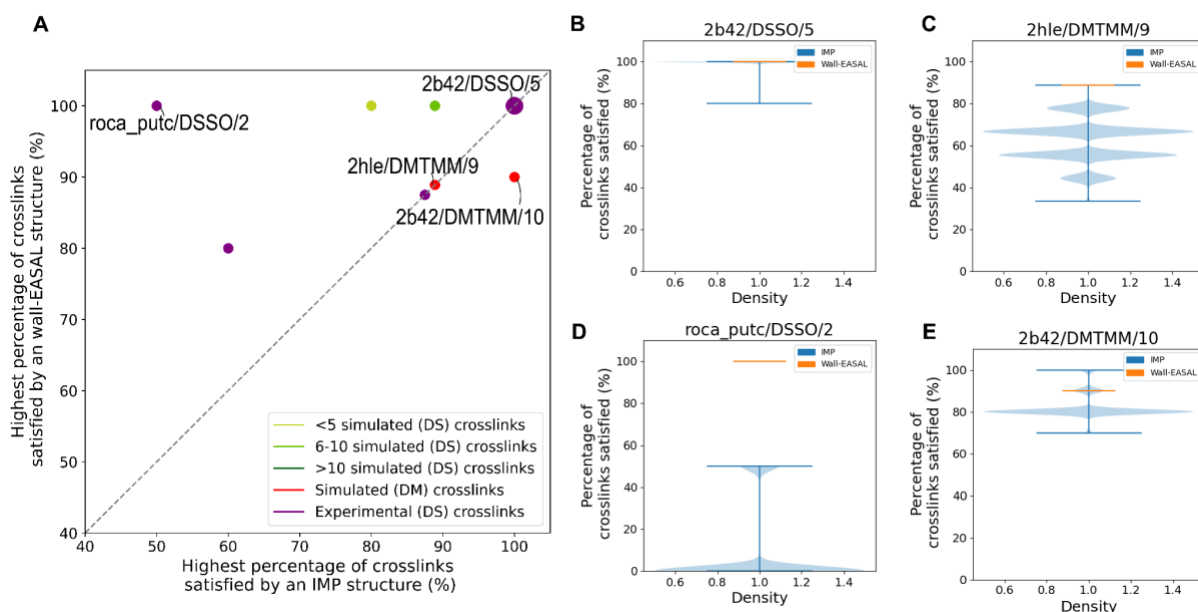 A
Highest percentage of crosslinks
satisfied by an wall-EASAL structure (%)
100
90
80
70
60
50
40
roca_putc/DSSO/2
2b42/DSSO/5
2hle/DMTMM/9
2b42/DMTMM/10
<5 simulated (DS) crosslinks
6-10 simulated (DS) crosslinks
>10 simulated (DS) crosslinks
Simulated (DM) crosslinks
Experimental (DS) crosslinks
40 50 60 70 80 90 100
Highest percentage of crosslinks
satisfied by an IMP structure (%)
B
2b42/DSSO/5
IMP
Wall-EASAL
Percentage of
crosslinks satisfied (%)
100
80
60
40
20
0
0.6 0.8 1.0 1.2 1.4
Density
C
2hle/DMTMM/9
IMP
Wall-EASAL
Percentage of
crosslinks satisfied (%)
100
80
60
40
20
0
0.6 0.8 1.0 1.2 1.4
Density
D
roca_putc/DSSO/2
IMP
Wall-EASAL
Percentage of
crosslinks satisfied (%)
100
80
60
40
20
0
0.6 0.8 1.0 1.2 1.4
Density
E
2b42/DMTMM/10
IMP
Wall-EASAL
Percentage of
crosslinks satisfied (%)
100
80
60
40
20
0
0.6 0.8 1.0 1.2 1.4
Density